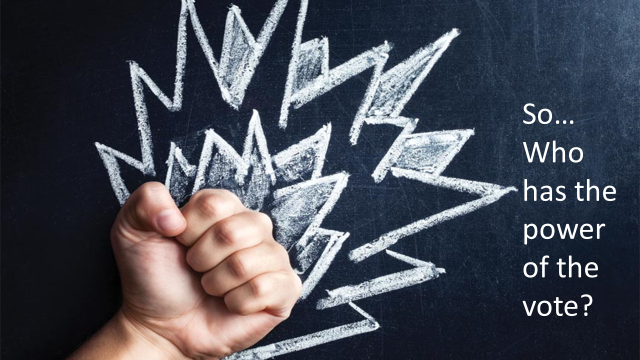 So…
Who
has the
power
of the
vote?